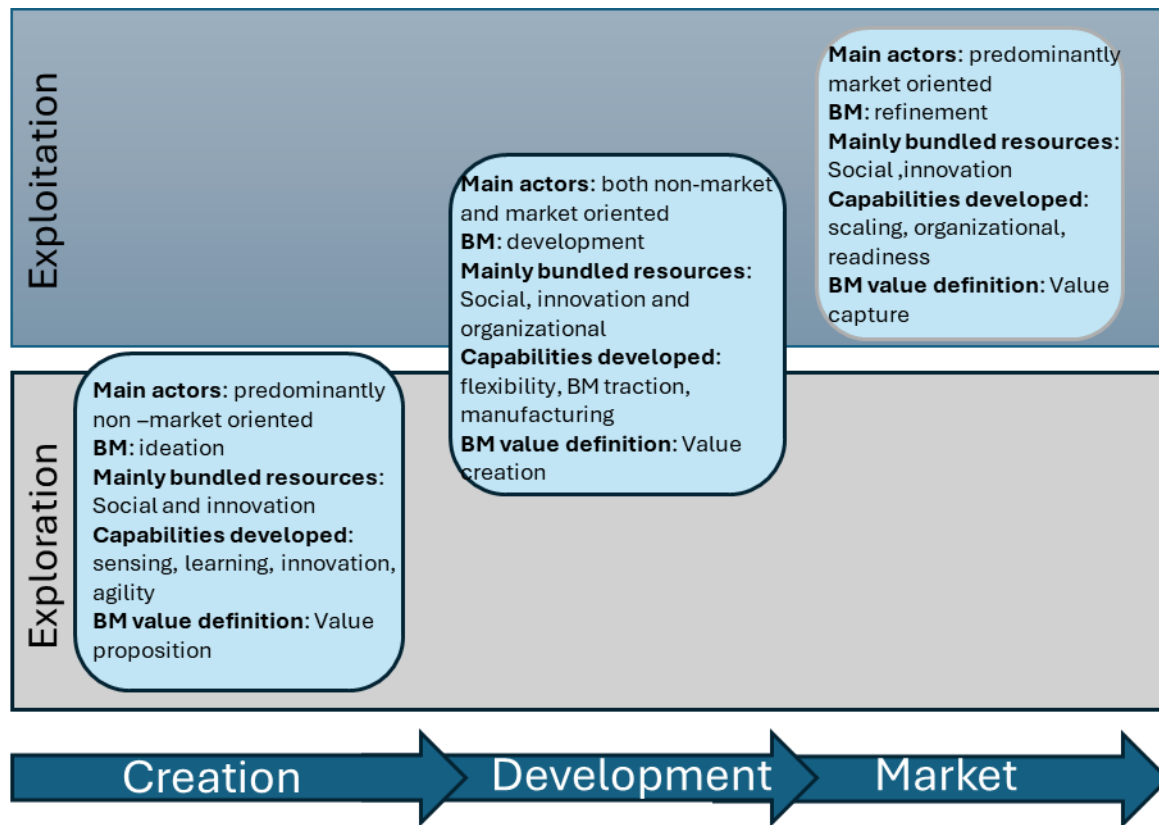 Exploitation
Main actors: predominantly
market oriented
BM: refinement
Mainly bundled resources:
Social ,innovation
Capabilities developed:
scaling, organizational,
readiness
BM value definition: Value
capture
Main actors: both non-market
and market oriented
BM: development
Mainly bundled resources:
Social, innovation and
organizational
Capabilities developed:
flexibility, BM traction,
manufacturing
BM value definition: Value
creation
Exploration
Main actors: predominantly
non –market oriented
BM: ideation
Mainly bundled resources:
Social and innovation
Capabilities developed:
sensing, learning, innovation,
agility
BM value definition: Value
proposition
Creation
Development
Market